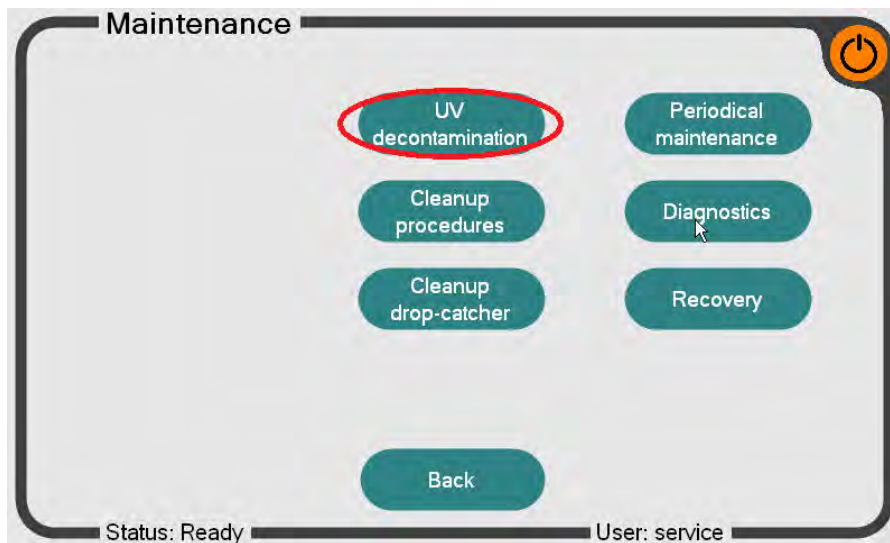 Maintenance
UV
decontamination
Periodical
maintenance
Cleanup
procedures
Diagnostics
Cleanup
drop-catcher
Recovery
Back
Status: Ready
User: service